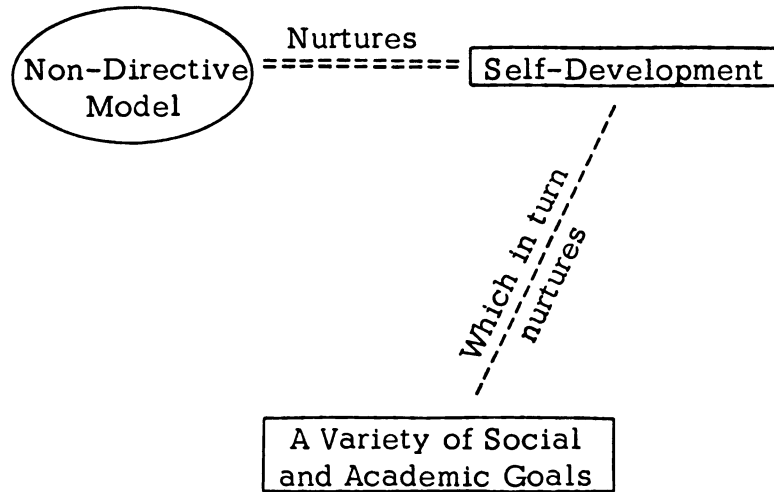 Nurtures
Non-Directive
Model
Self-Development
Which in turn
nurtures
A Variety of Social
and Academic Goals